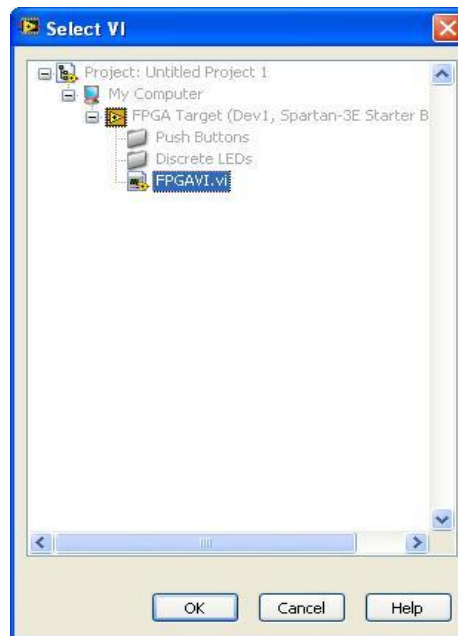 Select VI
Project: Untitled Project 1
My Computer
FPGA Target (Dev1, Spartan-3E Starter B
Push Buttons
Discrete LEDs
FPGAVI.vi
OK Cancel Help